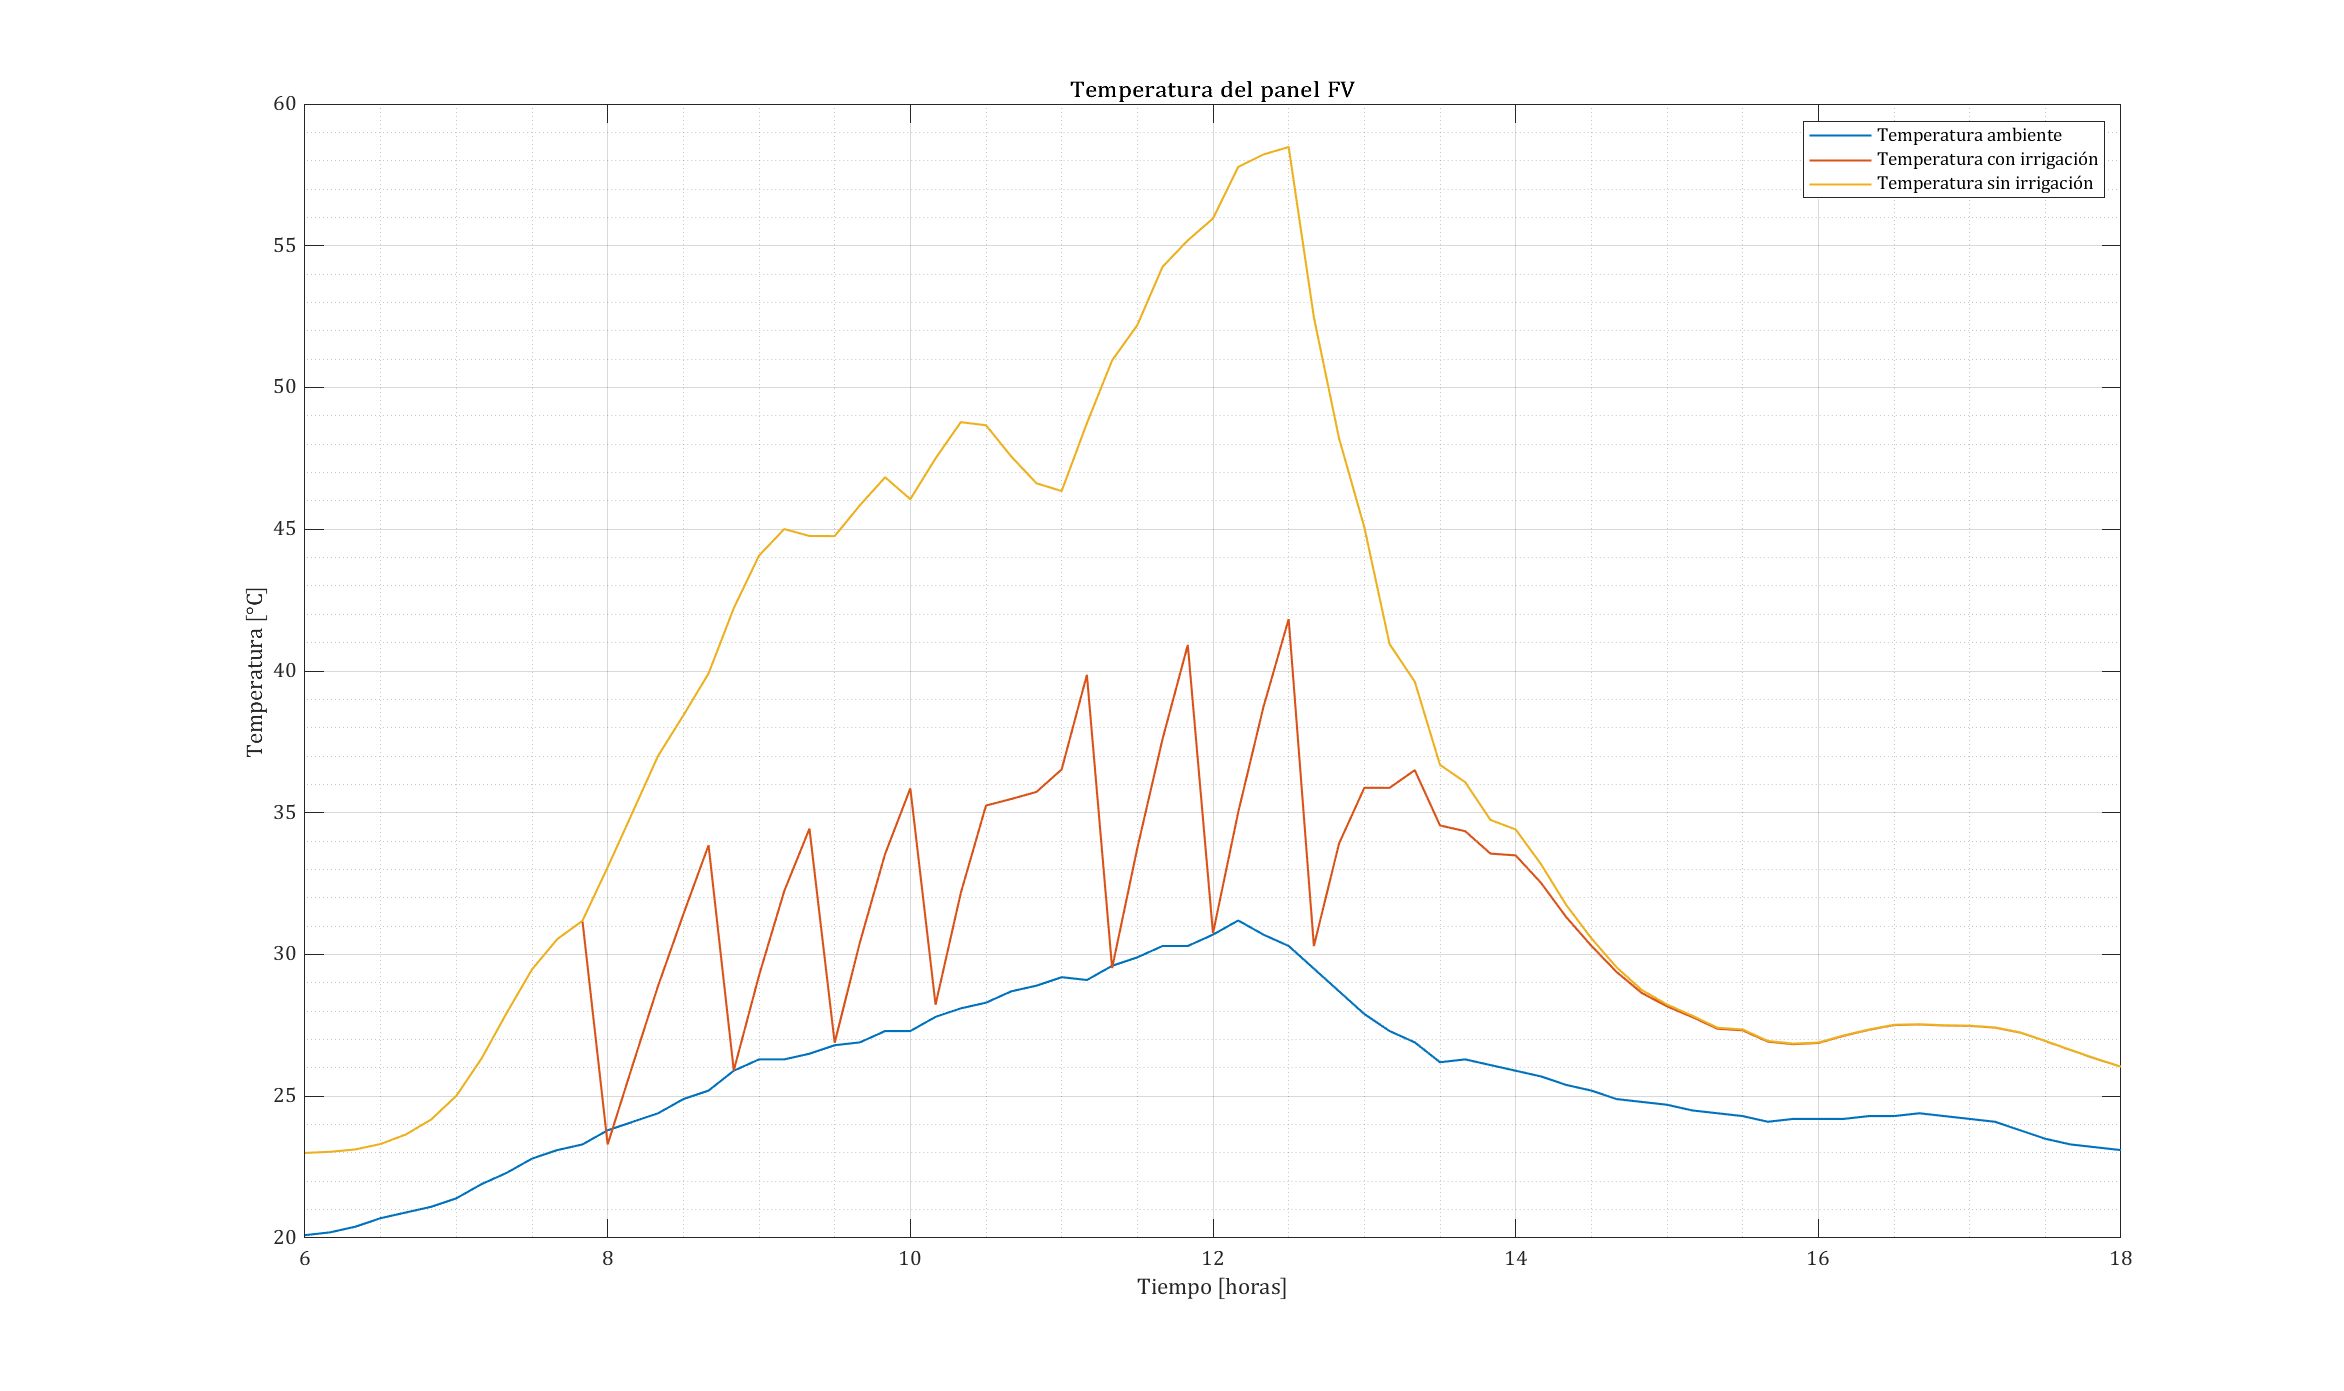 Temperatura del panel FV
Temperatura ambiente
Temperatura con irrigación
Temperatura sin irrigación
60
55
50
45
40
35
30
25
20
Temperatura [°C]
6 8 10 12 14 16 18
Tiempo [horas]